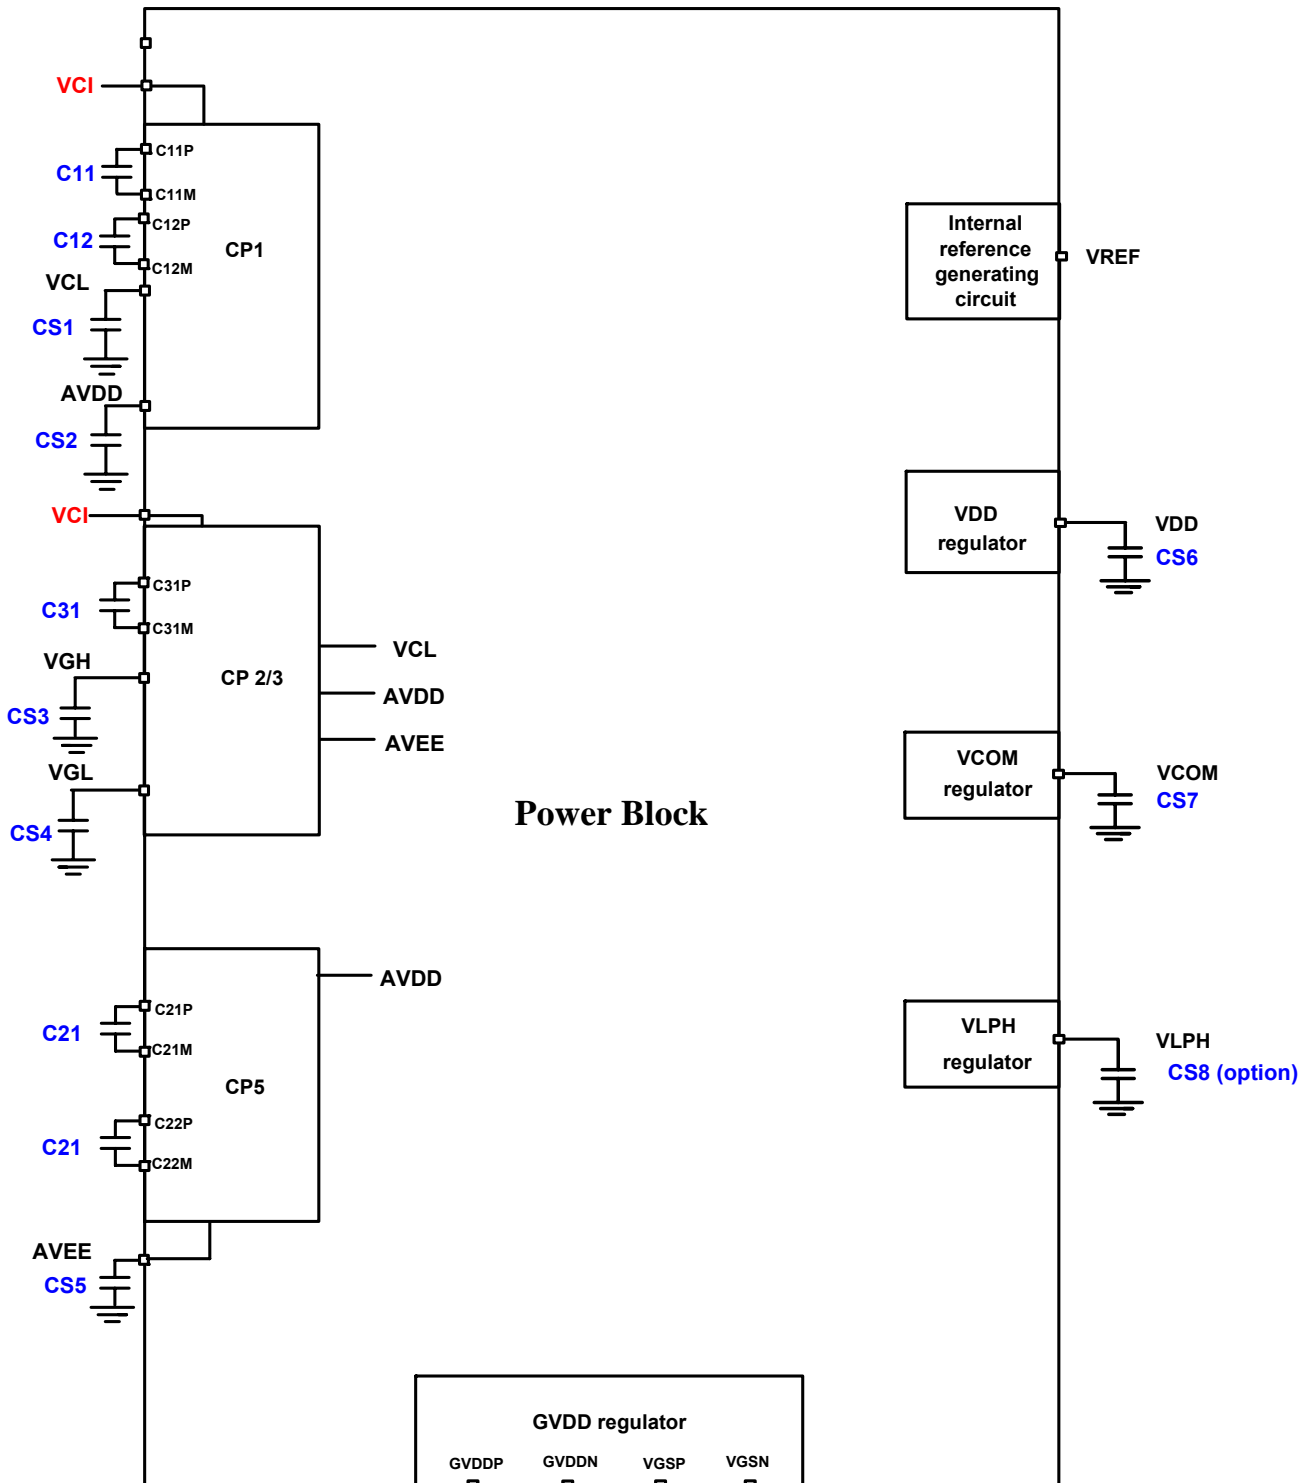 VCI
C11P
C11
C11M
C12P
C12
C12M
CP1
VCL
CS1
AVDD
CS2
Internal
reference
generating
circuit
VREF
VCI
C31P
C31
C31M
VGH
CS3
CP 2/3
VCL
AVDD
AVEE
VGL
CS4
VDD
regulator
VDD
CS6
Power Block
VCOM
regulator
VCOM
CS7
AVDD
C21P
C21
C21M
CP5
C22P
C21
C22M
AVEE
CS5
VLPH
regulator
VLPH
CS8 (option)
GVDD regulator
GVDDP GVDDN VGSP VGSN